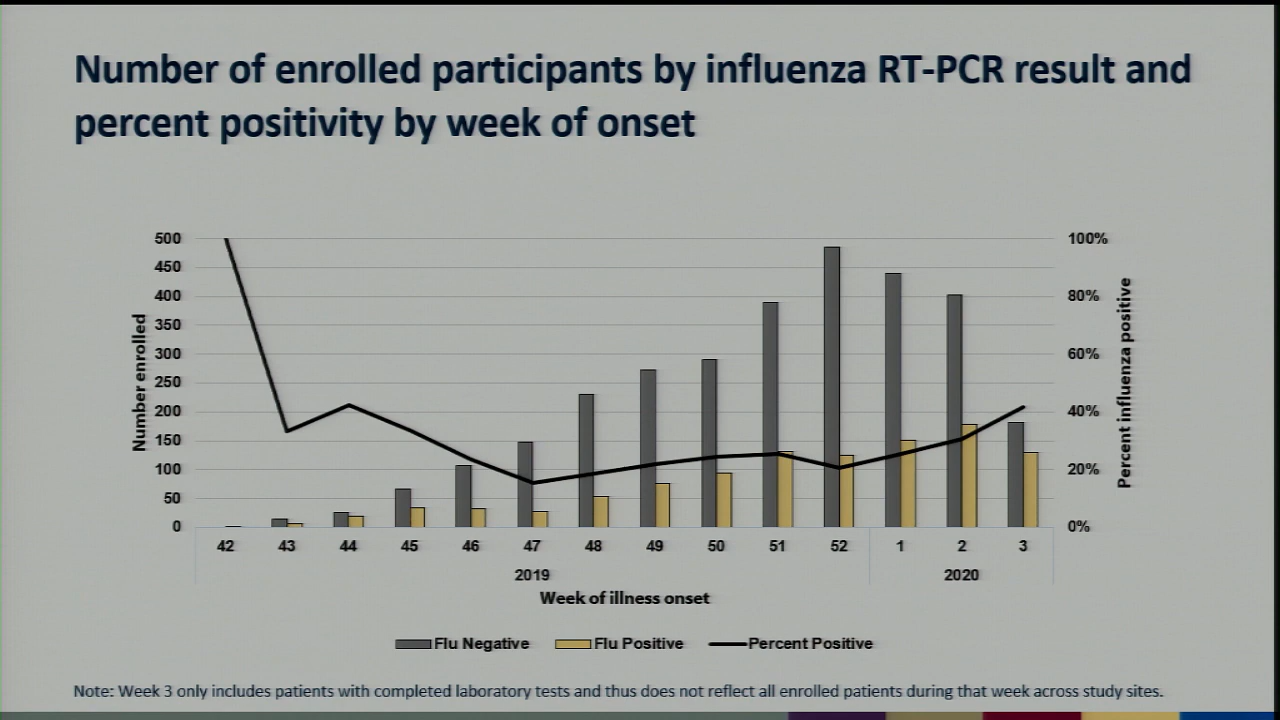 Number of enrolled participants by influenza RT-PCR result and
percent positivity by week of onset
500
450
400
350
300
250
200
150
100
50
0
Number enrolled
100%
80%
60%
40%
20%
0%
Percent influenza positive
42 43 44 45 46 47 48 49 50 51 52 1 2 3
2019 2020
Week of illness onset
Flu Negative Flu Positive Percent Positive
Note: Week 3 only includes patients with completed laboratory tests and thus does not reflect all enrolled patients during that week across study sites.